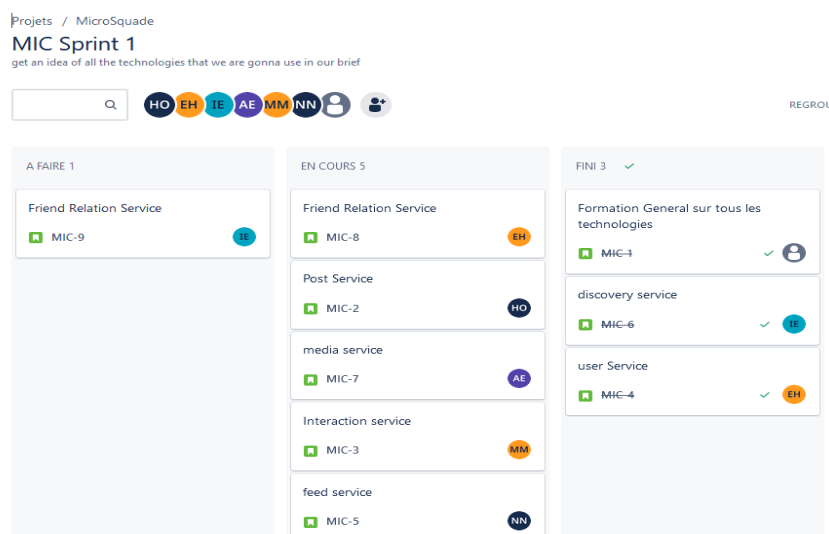 Projets / MicroSquade
MIC Sprint 1
get an idea of all the technologies that we are gonna use in our brief
HO EH IE AE MM NN
REGROU
A FAIRE 1
Friend Relation Service
MIC-9 IE
EN COURS 5
Friend Relation Service
MIC-8 EH
Post Service
MIC-2 HO
media service
MIC-7 AE
Interaction service
MIC-3 MM
feed service
MIC-5 NN
FINI 3
Formation General sur tous les
technologies
MIC-1
discovery service
MIC-6 IE
user Service
MIC-4 EH